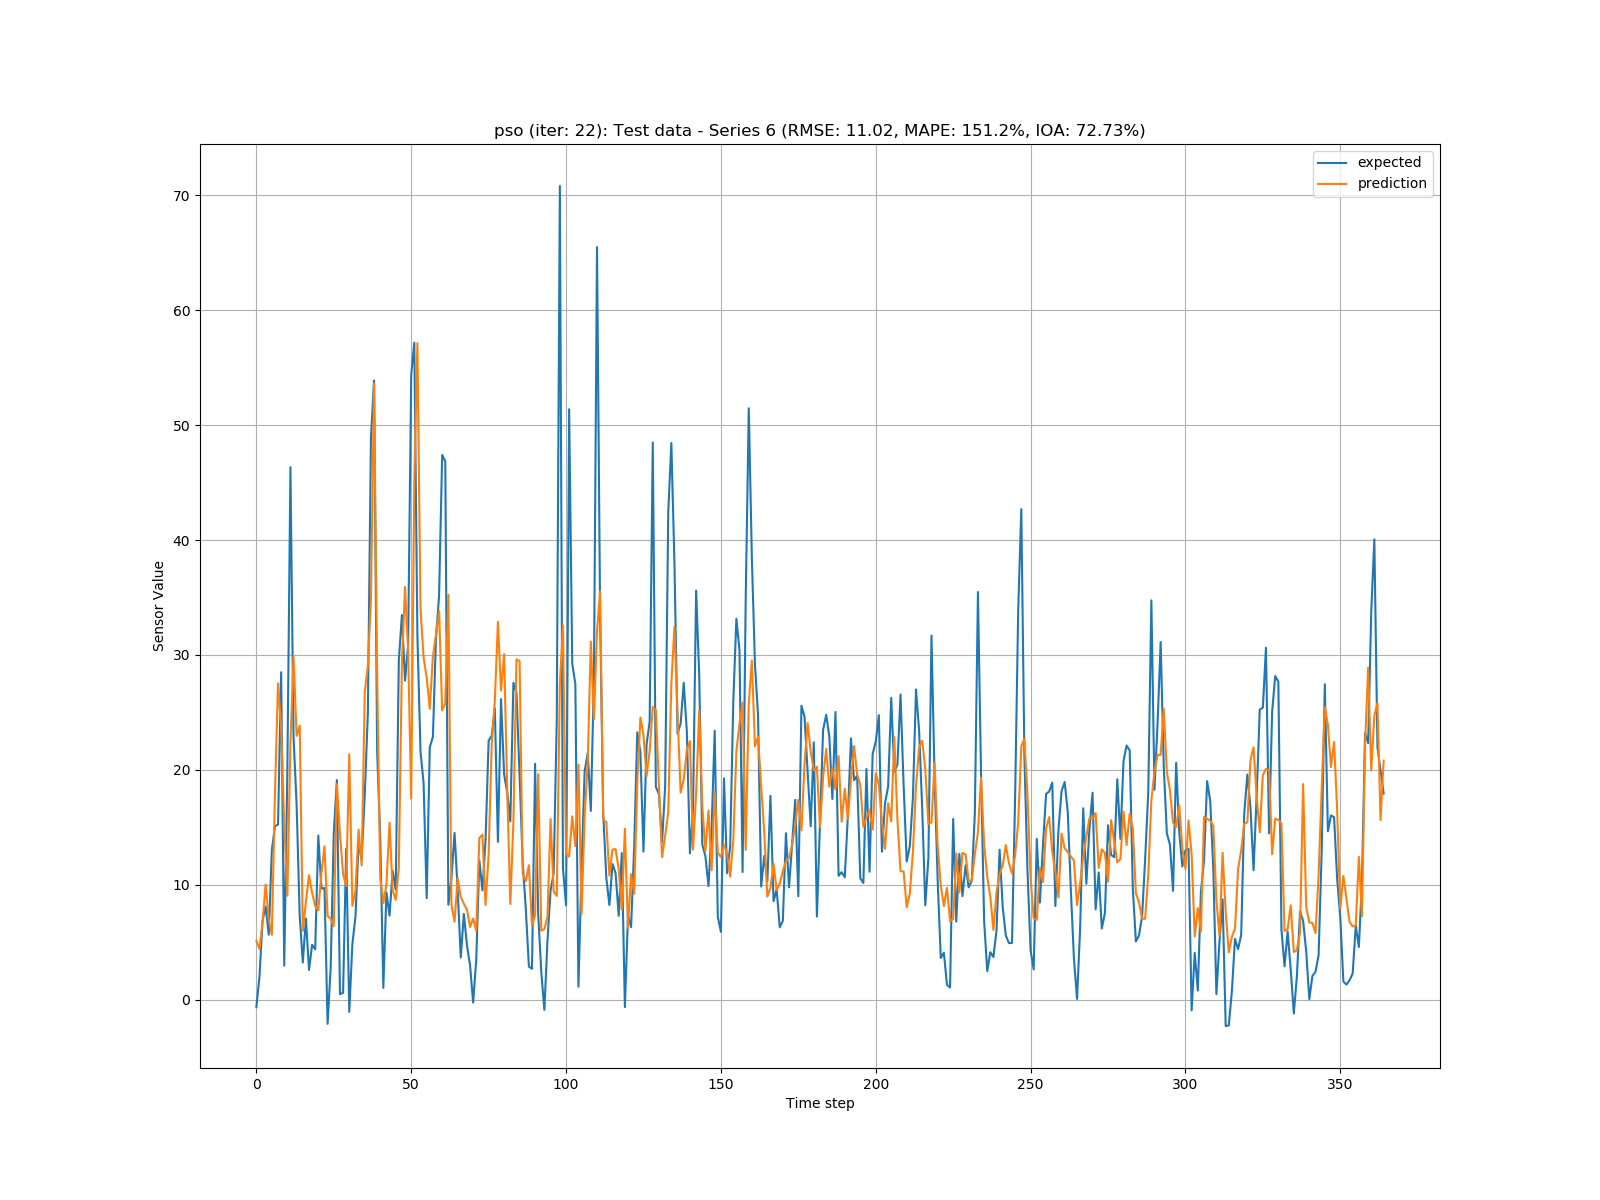 pso (iter: 22): Test data - Series 6 (RMSE: 11.02, MAPE: 151.2%, IOA: 72.73%)
expected
prediction
70
60
50
40
30
20
10
0
Sensor Value
0 50 100 150 200 250 300 350
Time step